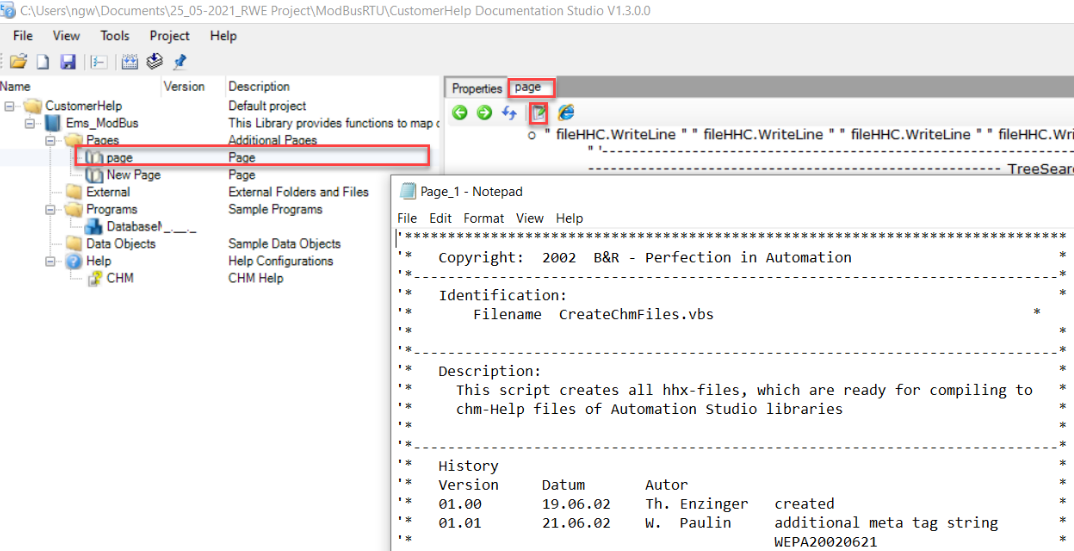 C:\Users\ngw\Documents\25_05-2021_RWE Project\ModBusRTU\CustomerHelp Documentation Studio V1.3.0.0
File View Tools Project Help
Name Version Description
CustomerHelp Default project
Ems_ModBus This Library provides functions to map
Pages Additional Pages
page Page
New Page Page
External External Folders and Files
Programs Sample Programs
Sample Data Objects
Data Objects
Help Help Configurations
CHM CHM Help
Properties page
" fileHHC.WriteLine " " fileHHC.WriteLine " " fileHHC.WriteLine " " fileHHC.Wri
" '--------------------------------------------------------------
------------------------------------------------------ TreeSear
Page_1 - Notepad
File Edit Format View Help
'****************************************************************************
'* Copyright: 2002 B&R - Perfection in Automation *
'*---------------------------------------------------------------------------*
'* Identification: *
'* Filename CreateChmFiles.vbs *
'* *
'*---------------------------------------------------------------------------*
'* Description: *
'* This script creates all hhx-files, which are ready for compiling to *
'* chm-Help files of Automation Studio libraries *
'* *
'*---------------------------------------------------------------------------*
'* History *
'* Version Datum Autor *
'* 01.00 19.06.02 Th. Enzinger created *
'* 01.01 21.06.02 W. Paulin additional meta tag string *
'* WEPA20020621 *